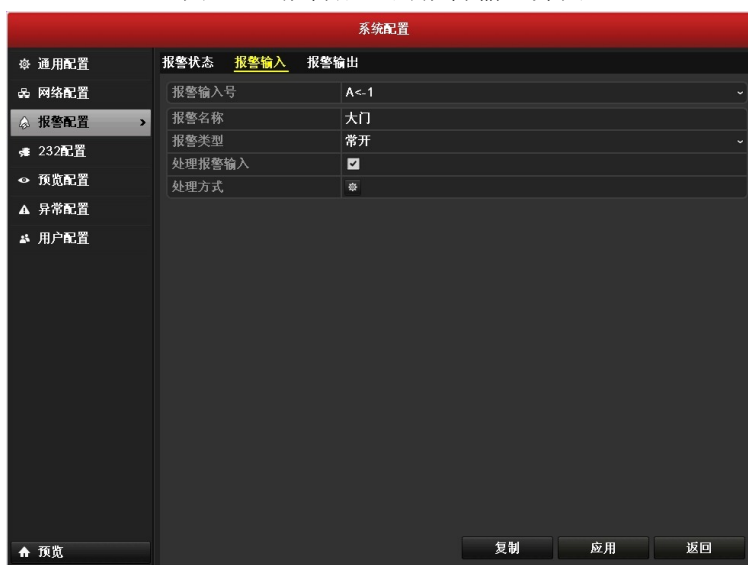 系统配置
通用配置
网络配置
报警配置
232配置
预览配置
异常配置
用户配置
预览
报警状态 报警输入 报警输出
报警输入号 A<-1
报警名称 大门
报警类型 常开
处理报警输入
处理方式
复制 应用 返回